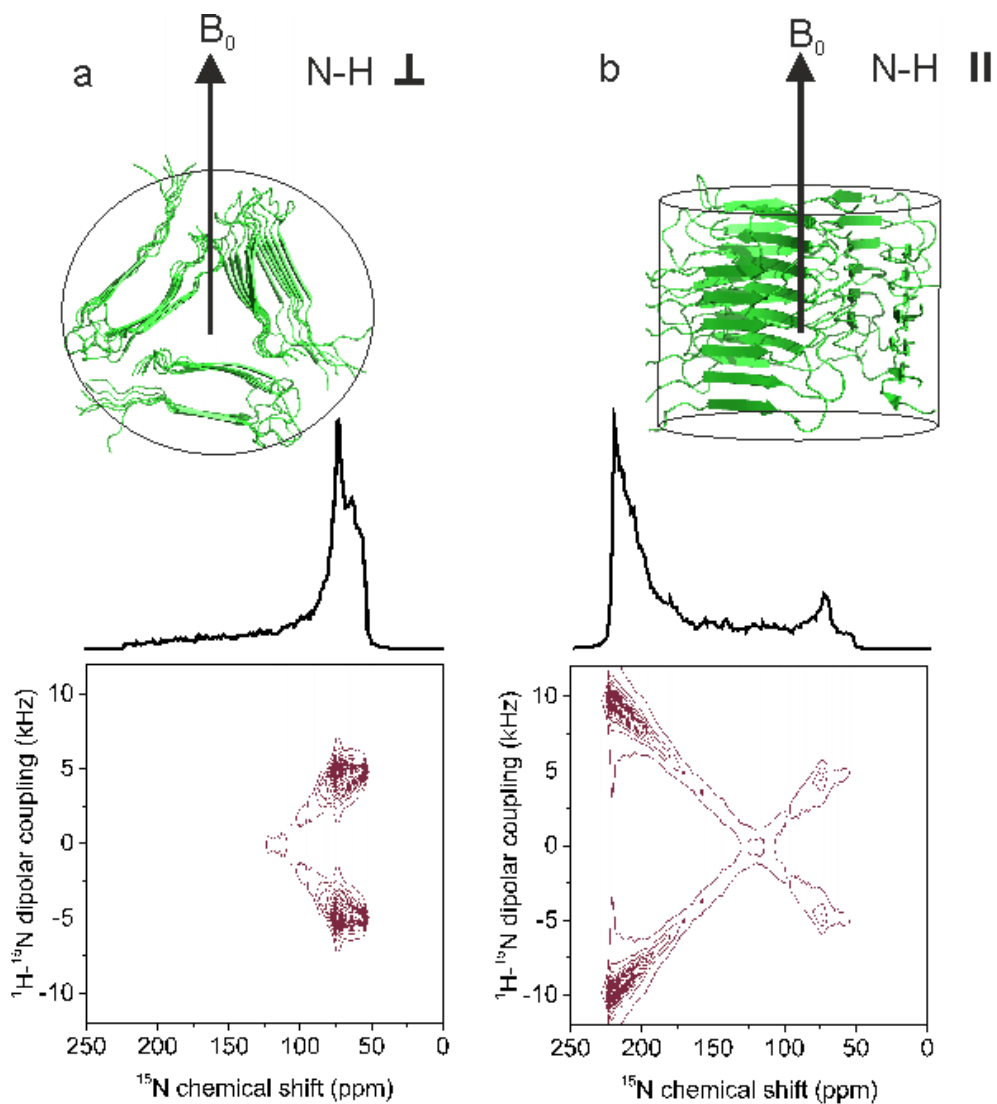 a
B₀
N-H ⊥
b
B₀
N-H ||
¹H-¹⁵N dipolar coupling (kHz)
10
5
0
-5
-10
250 200 150 100 50 0
¹⁵N chemical shift (ppm)
¹H-¹⁵N dipolar coupling (kHz)
10
5
0
-5
-10
250 200 150 100 50 0
¹⁵N chemical shift (ppm)